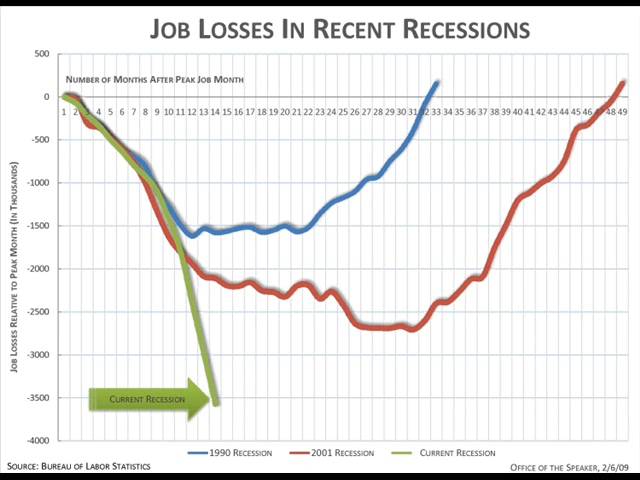 JOB LOSSES IN RECENT RECESSIONS
500
0
-500
-1000
-1500
-2000
-2500
-3000
-3500
-4000
JOB LOSSES RELATIVE TO PEAK MONTH (IN THOUSANDS)
NUMBER OF MONTHS AFTER PEAK JOB MONTH
1 2 3 4 5 6 7 8 9 10 11 12 13 14 15 16 17 18 19 20 21 22 23 24 25 26 27 28 29 30 31 32 33 34 35 36 37 38 39 40 41 42 43 44 45 46 47 48 49
CURRENT RECESSION
1990 RECESSION 2001 RECESSION CURRENT RECESSION
SOURCE: BUREAU OF LABOR STATISTICS
OFFICE OF THE SPEAKER, 2/6/09